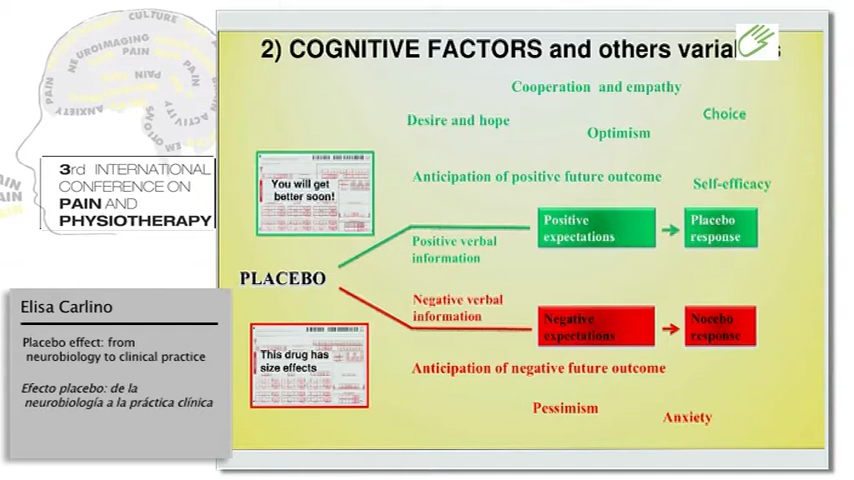 2) COGNITIVE FACTORS and others
Cooperation and empathy
Desire and hope
Choice
Optimism
Anticipation of positive future outcome
Self-efficacy
You will get
better soon!
Positive
expectations
Placebo
response
Positive verbal
information
PLACEBO
Negative verbal
information
Negative
expectations
Nocebo
response
This drug has
size effects
Anticipation of negative future outcome
Pessimism
Anxiety
CULTURE
NEUROIMAGING
PAIN
PAIN
PAIN
PAIN
ANXIETY
ACTIVITY
3rd INTERNATIONAL
CONFERENCE ON
PAIN AND
PHYSIOTHERAPY
Elisa Carlino
Placebo effect: from
neurobiology to clinical practice
Efecto placebo: de la
neurobiología a la práctica clínica